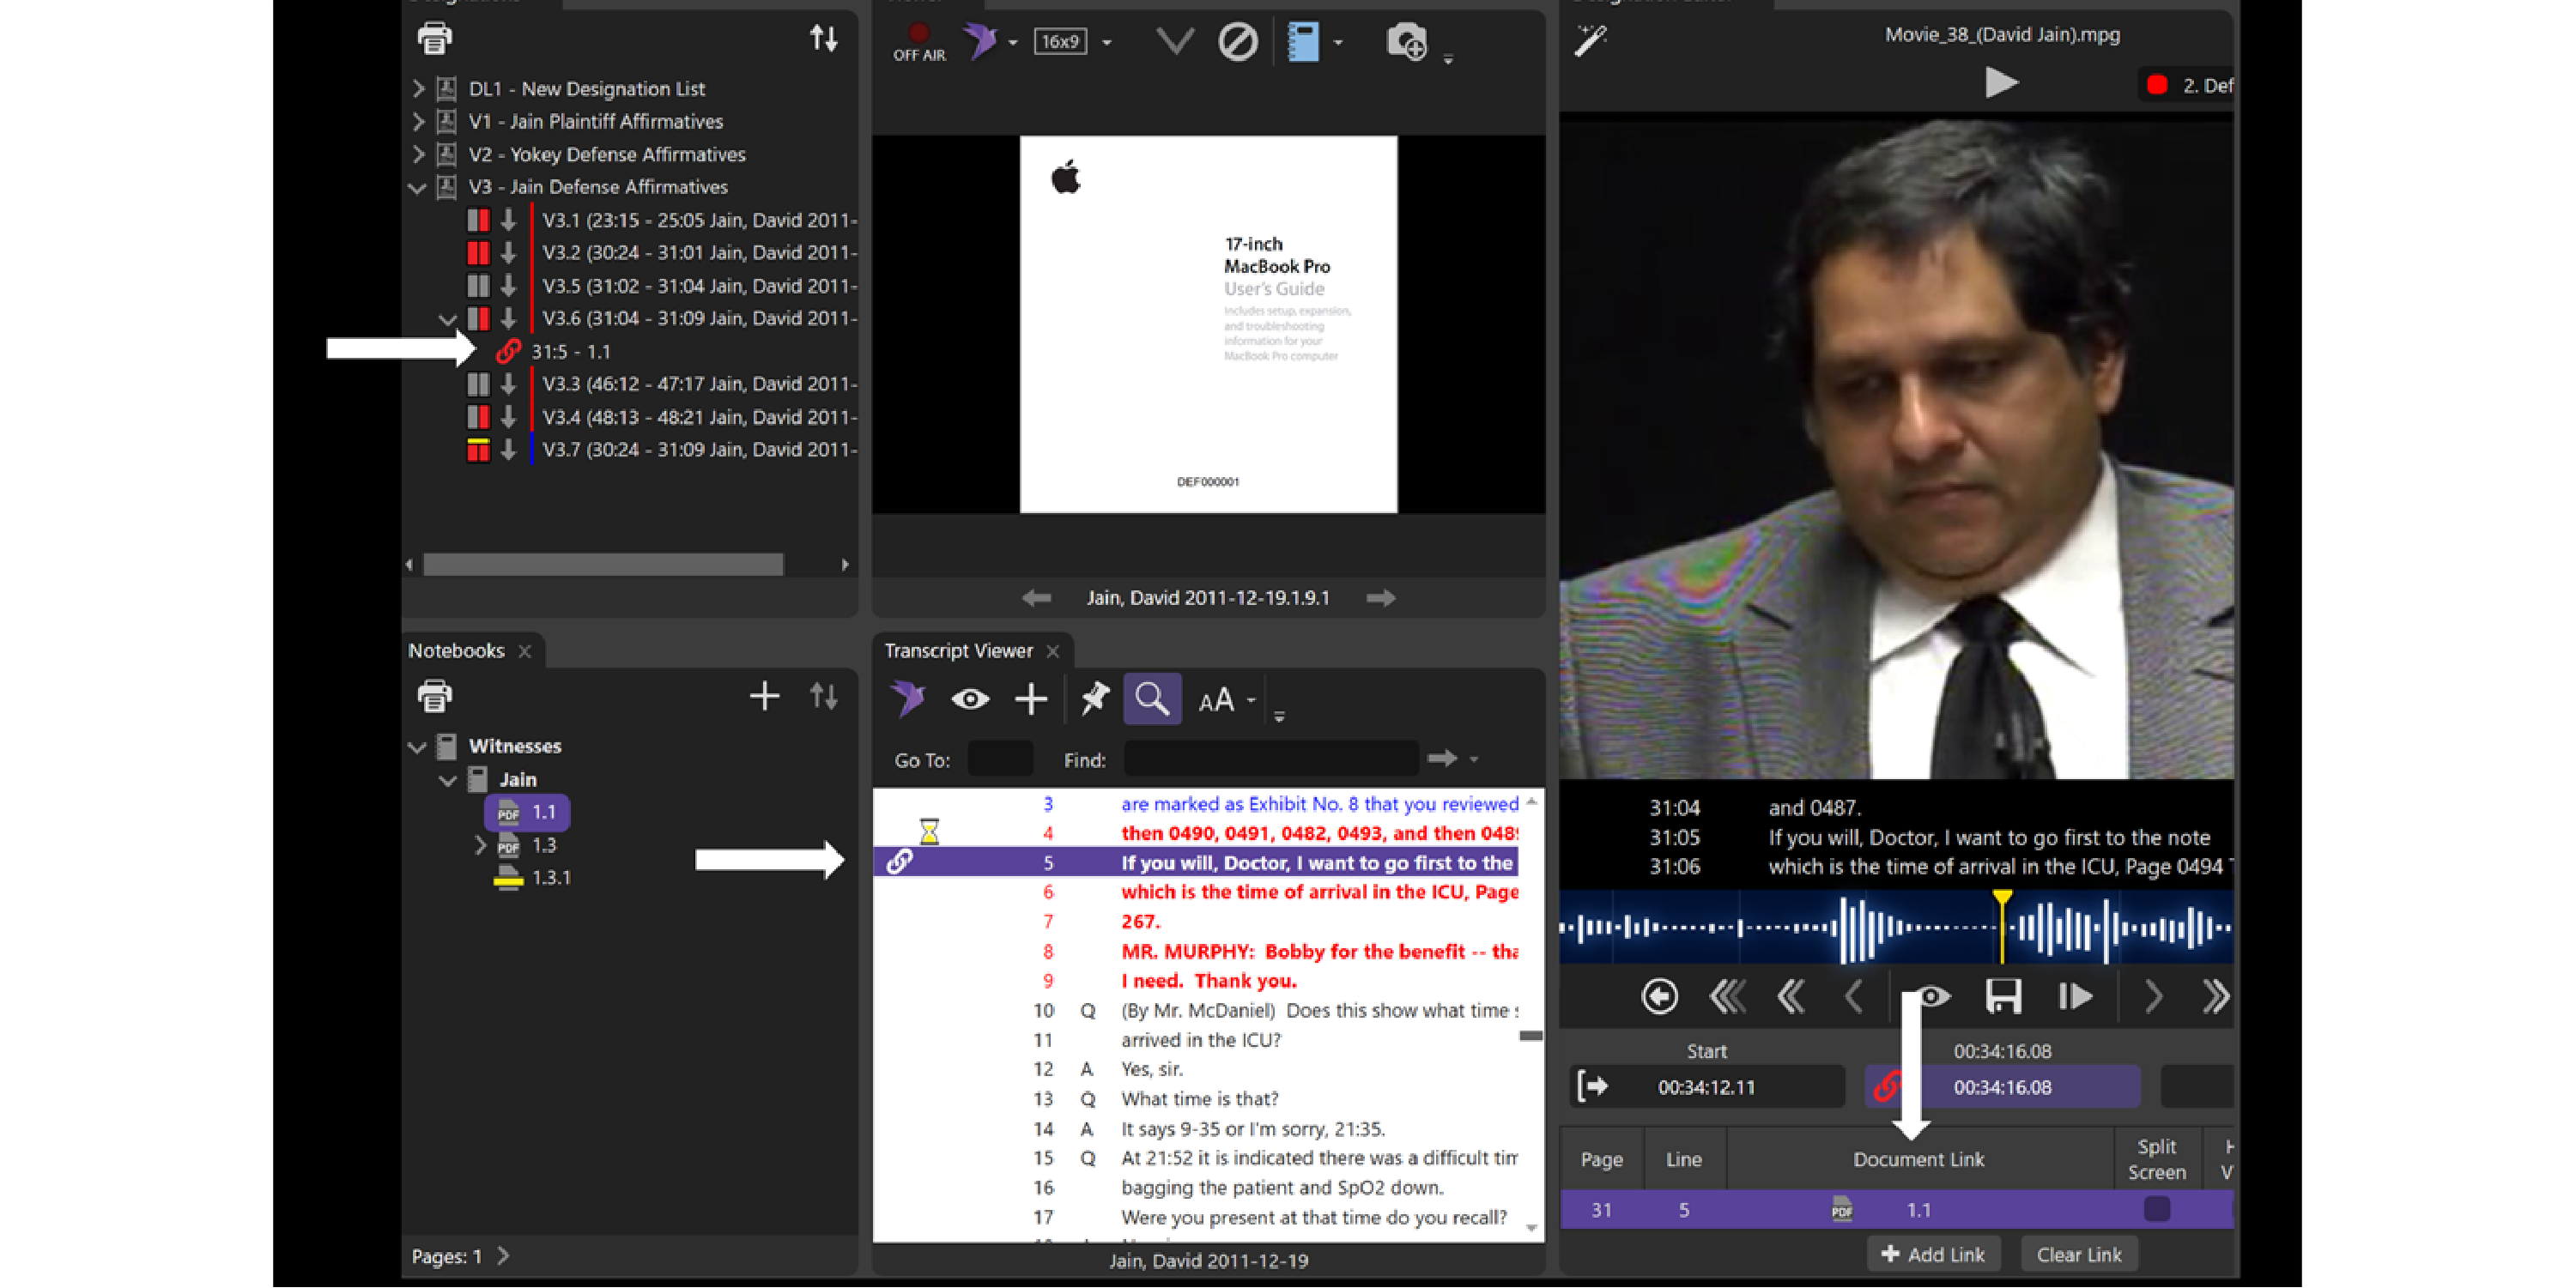 DL1 - New Designation List
V1 - Jain Plaintiff Affirmatives
V2 - Yokey Defense Affirmatives
V3 - Jain Defense Affirmatives
V3.1 (23:15 - 25:05 Jain, David 2011-
V3.2 (30:24 - 31:01 Jain, David 2011-
V3.5 (31:02 - 31:04 Jain, David 2011-
V3.6 (31:04 - 31:09 Jain, David 2011-
31:5 - 1.1
V3.3 (46:12 - 47:17 Jain, David 2011-
V3.4 (48:13 - 48:21 Jain, David 2011-
V3.7 (30:24 - 31:09 Jain, David 2011-
OFF AIR
16x9
17-inch
MacBook Pro
User's Guide
Includes setup, expansion,
and troubleshooting
information for your
MacBook Pro computer
DEF000001
Jain, David 2011-12-19.1.9.1
Notebooks
Witnesses
Jain
PDF 1.1
PDF 1.3
1.3.1
Pages: 1
Transcript Viewer
AA
Go To:
Find:
3 are marked as Exhibit No. 8 that you reviewed
4 then 0490, 0491, 0482, 0493, and then 048
5 If you will, Doctor, I want to go first to the
6 which is the time of arrival in the ICU, Page
7 267.
8 MR. MURPHY: Bobby for the benefit -- tha
9 I need. Thank you.
10 Q (By Mr. McDaniel) Does this show what time s
11 arrived in the ICU?
12 A Yes, sir.
13 Q What time is that?
14 A It says 9-35 or I'm sorry, 21:35.
15 Q At 21:52 it is indicated there was a difficult tim
16 bagging the patient and SpO2 down.
17 Were you present at that time do you recall?
Jain, David 2011-12-19
Movie_38_(David Jain).mpg
2. Def
31:04 and 0487.
31:05 If you will, Doctor, I want to go first to the note
31:06 which is the time of arrival in the ICU, Page 0494
Start
00:34:16.08
00:34:12.11
00:34:16.08
Page
Line
Document Link
Split
Screen
31
5
PDF 1.1
Add Link
Clear Link